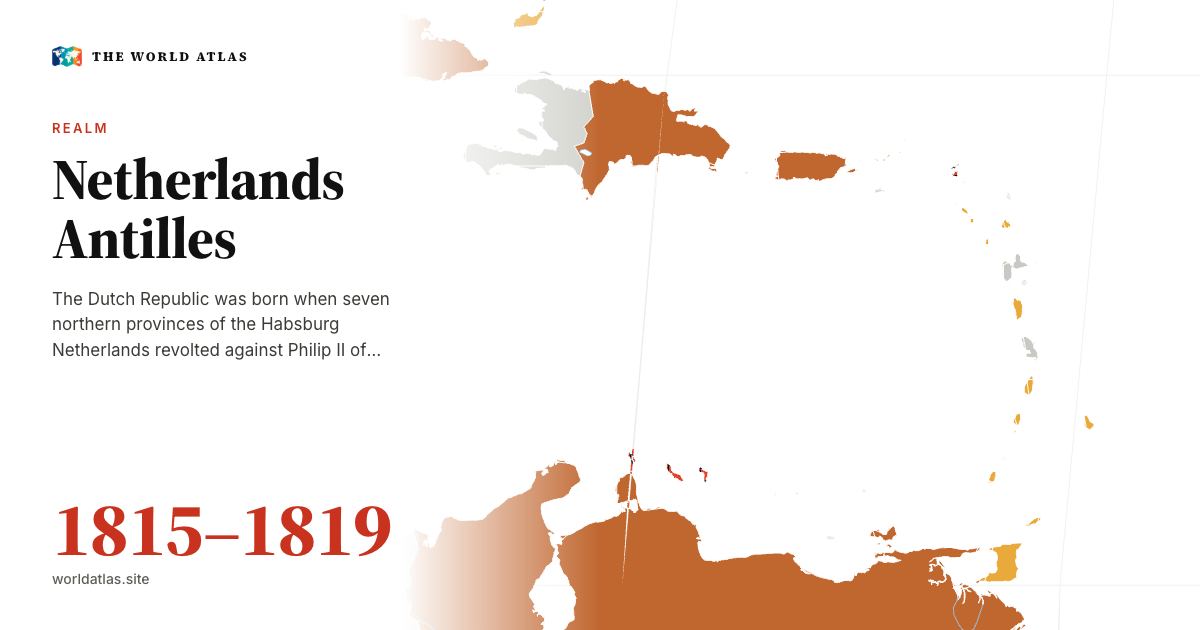 THE WORLD ATLAS
REALM
Netherlands
Antilles
The Dutch Republic was born when seven
northern provinces of the Habsburg
Netherlands revolted against Philip II of...
1815–1819
worldatlas.site